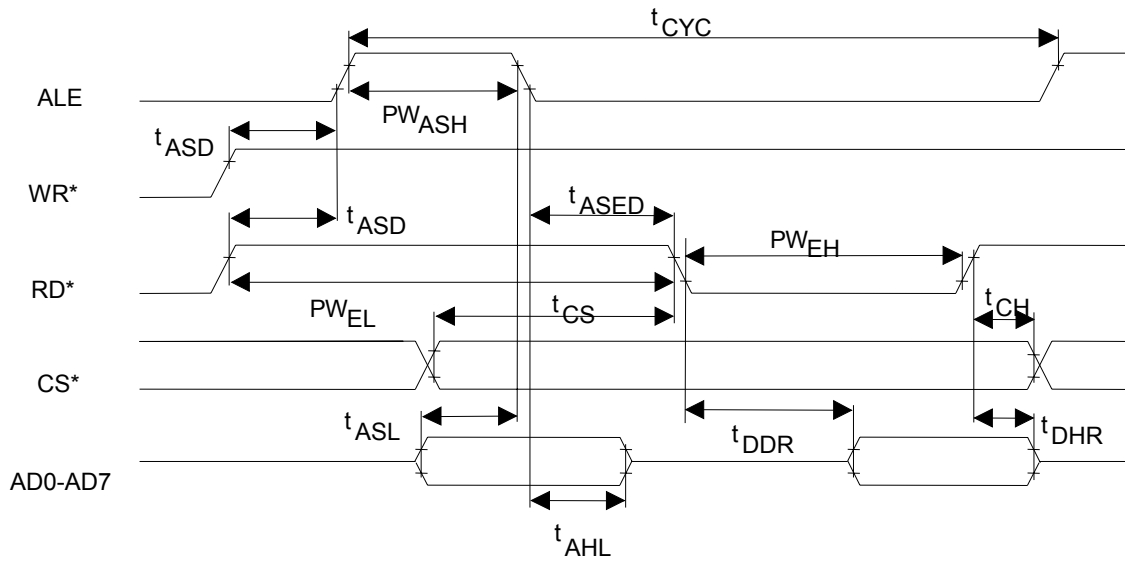 tCYC
ALE
PWASH
tASD
WR*
tASED
tASD
PWEH
RD*
PWEL
tCS
tCH
CS*
tASL
tDDR
tDHR
AD0-AD7
tAHL